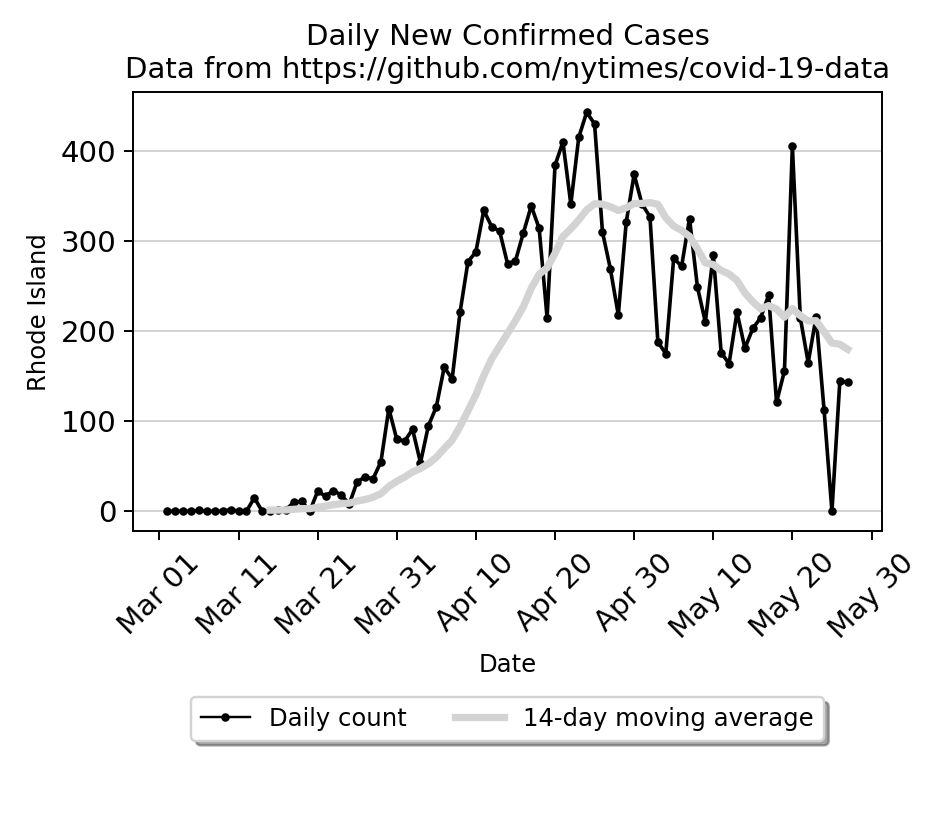 Daily New Confirmed Cases
Data from https://github.com/nytimes/covid-19-data
Rhode Island
400
300
200
100
0
Mar 01
Mar 11
Mar 21
Mar 31
Apr 10
Apr 20
Apr 30
May 10
May 20
May 30
Date
Daily count
14-day moving average